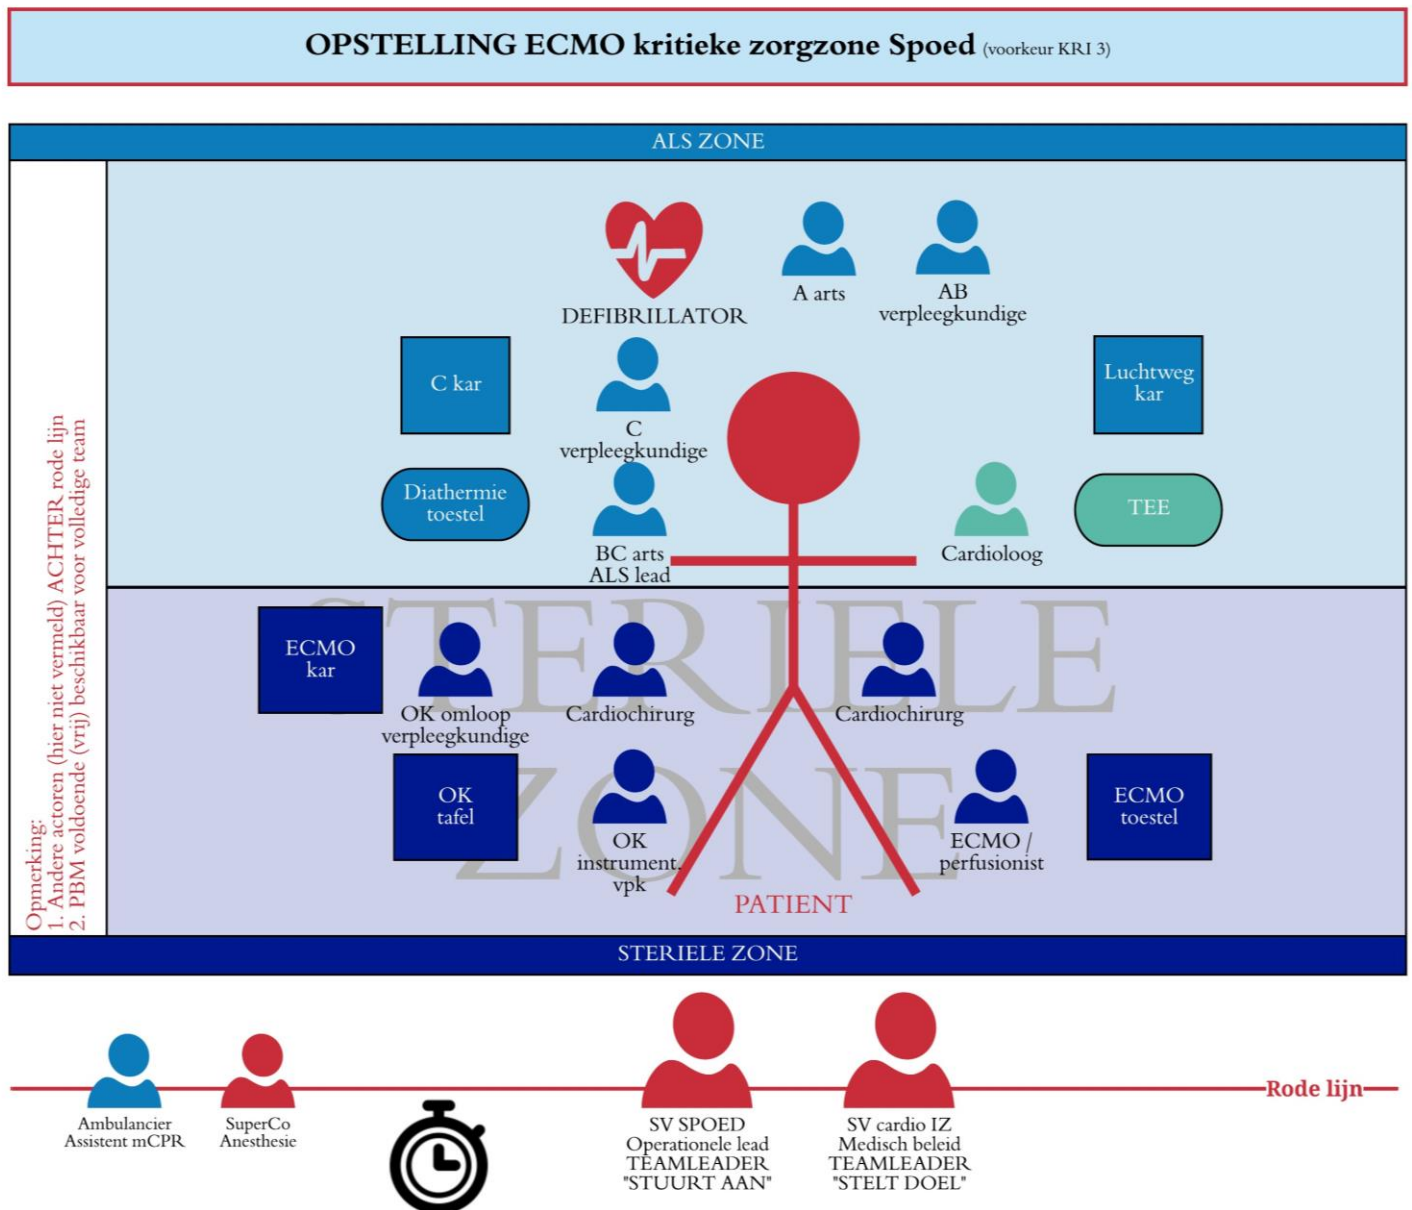 OPSTELLING ECMO kritieke zorgzone Spoed (voorkeur KRI 3)
ALS ZONE
Opmerking:
1. Andere actoren (hier niet vermeld) ACHTER rode lijn
2. PBM voldoende (vrij) beschikbaar voor volledige team
DEFIBRILLATOR
A arts
AB
verpleegkundige
C kar
C
verpleegkundige
Luchtweg
kar
Diathermie
toestel
BC arts
ALS lead
Cardioloog
TEE
STERIELE
ZONE
ECMO
kar
OK omloop
verpleegkundige
Cardiochirurg
Cardiochirurg
OK
tafel
OK
instrument.
vpk
ECMO /
perfusionist
ECMO
toestel
PATIENT
STERIELE ZONE
Rode lijn
Ambulancier
Assistent mCPR
SuperCo
Anesthesie
SV SPOED
Operationele lead
TEAMLEADER
"STUURT AAN"
SV cardio IZ
Medisch beleid
TEAMLEADER
"STELT DOEL"